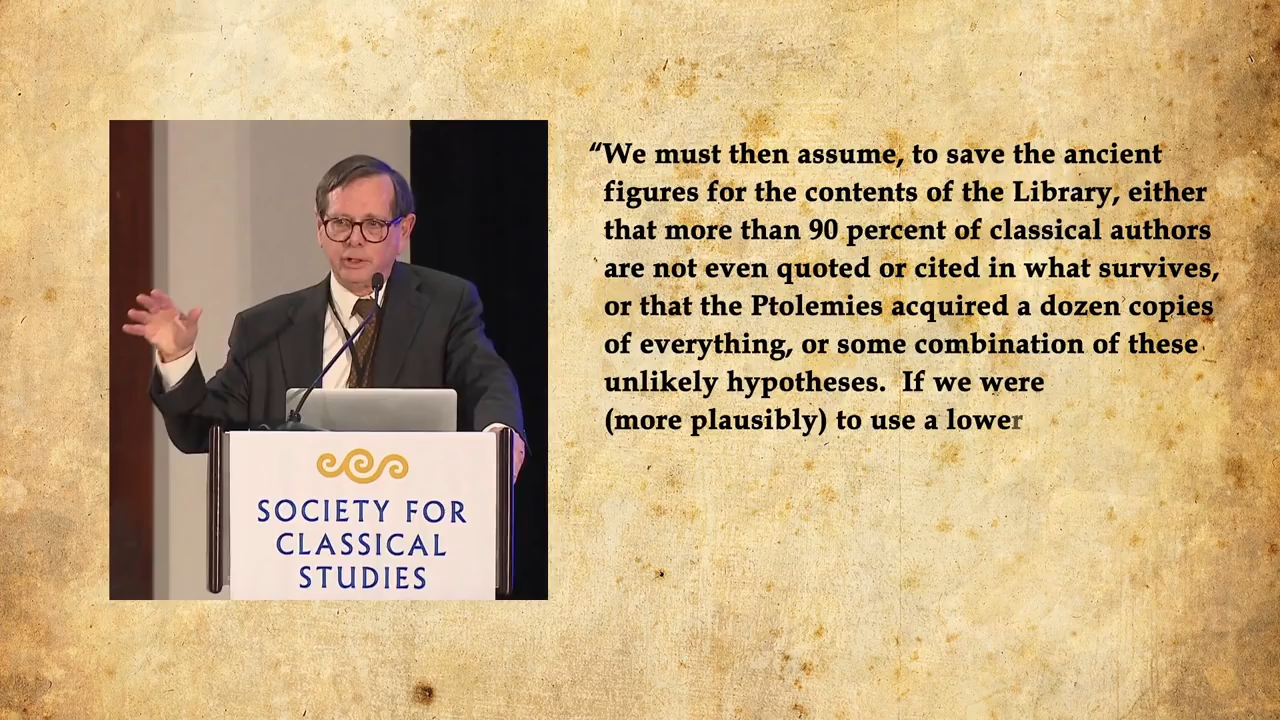 “We must then assume, to save the ancient
figures for the contents of the Library, either
that more than 90 percent of classical authors
are not even quoted or cited in what survives,
or that the Ptolemies acquired a dozen copies
of everything, or some combination of these
unlikely hypotheses.  If we were
(more plausibly) to use a lower
SOCIETY FOR
CLASSICAL
STUDIES